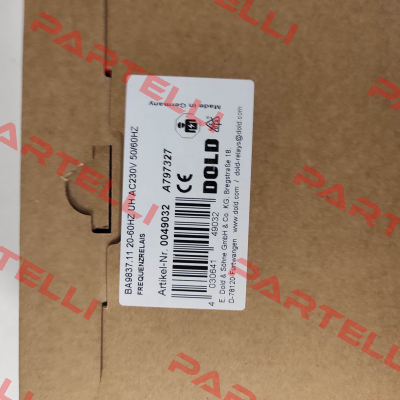 BA9837.11 20-60HZ UH AC230V 50/60HZ
FREQUENZRELAIS
Artikel-Nr. 0049032 A797327
CE
4 030641 49032
DOLD
E. Dold & Söhne GmbH & Co. KG, Bregstraße 18,
D-78120 Furtwangen
www.dold.com / dold-relays@dold.com
Made in Germany
PARTELLI
PARTELLI
PARTELLI
PARTELLI
PARTELLI